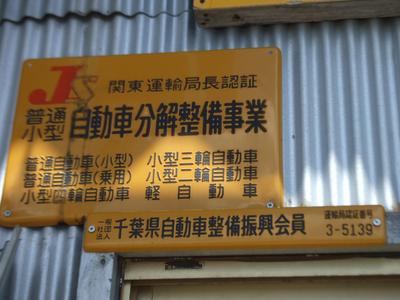 J
関東運輸局長認証
普通
小型
自動車分解整備事業
普通自動車(小型) 小型三輪自動車
普通自動車(乗用) 小型二輪自動車
小型四輪自動車 軽自動車
一般
社団
法人
千葉県自動車整備振興会員
運輸局認証番号
3-5139